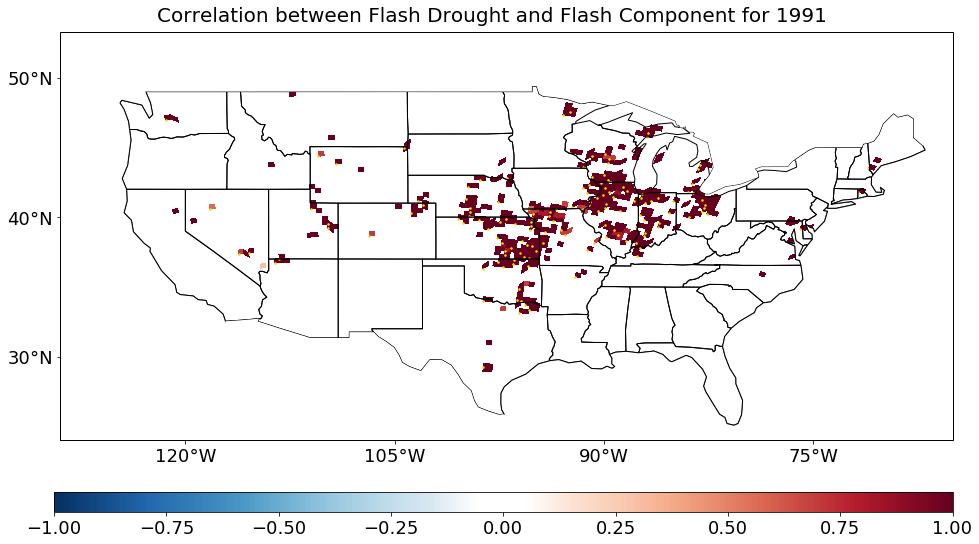 Correlation between Flash Drought and Flash Component for 1991
50°N
40°N
30°N
120°W 105°W 90°W 75°W
−1.00 −0.75 −0.50 −0.25 0.00 0.25 0.50 0.75 1.00